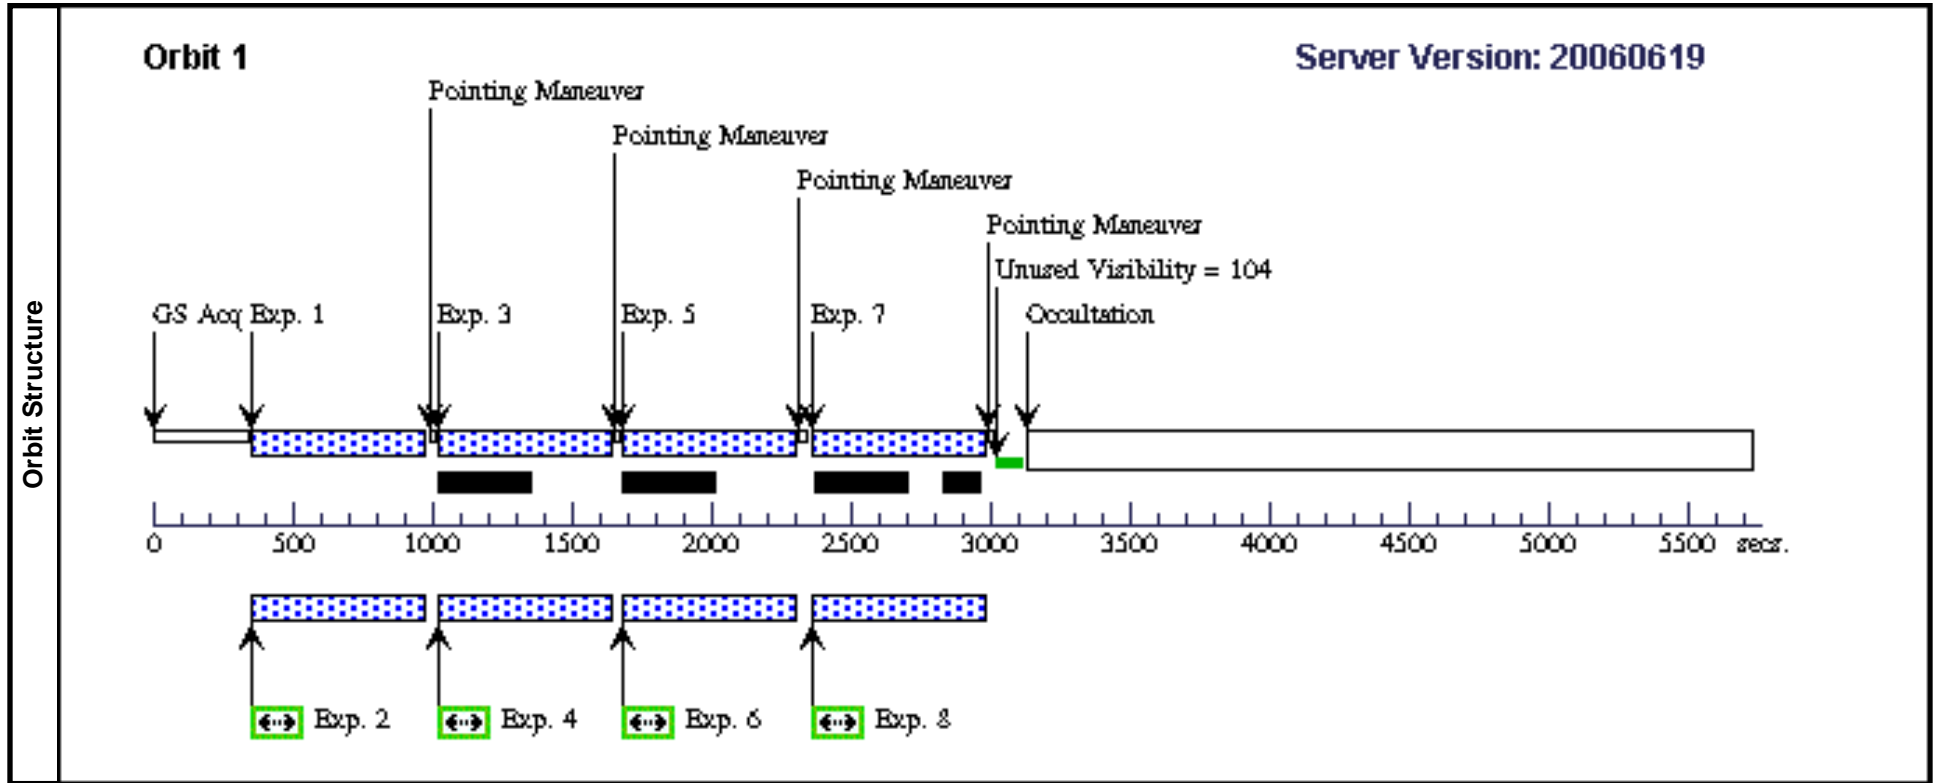 Orbit Structure
Orbit 1
Server Version: 20060619
Pointing Maneuver
Pointing Maneuver
Pointing Maneuver
Pointing Maneuver
Unused Visibility = 104
GS Acq Exp. 1 Exp. 3 Exp. 5 Exp. 7 Occultation
0 500 1000 1500 2000 2500 3000 3500 4000 4500 5000 5500 secs.
Exp. 2 Exp. 4 Exp. 6 Exp. 8